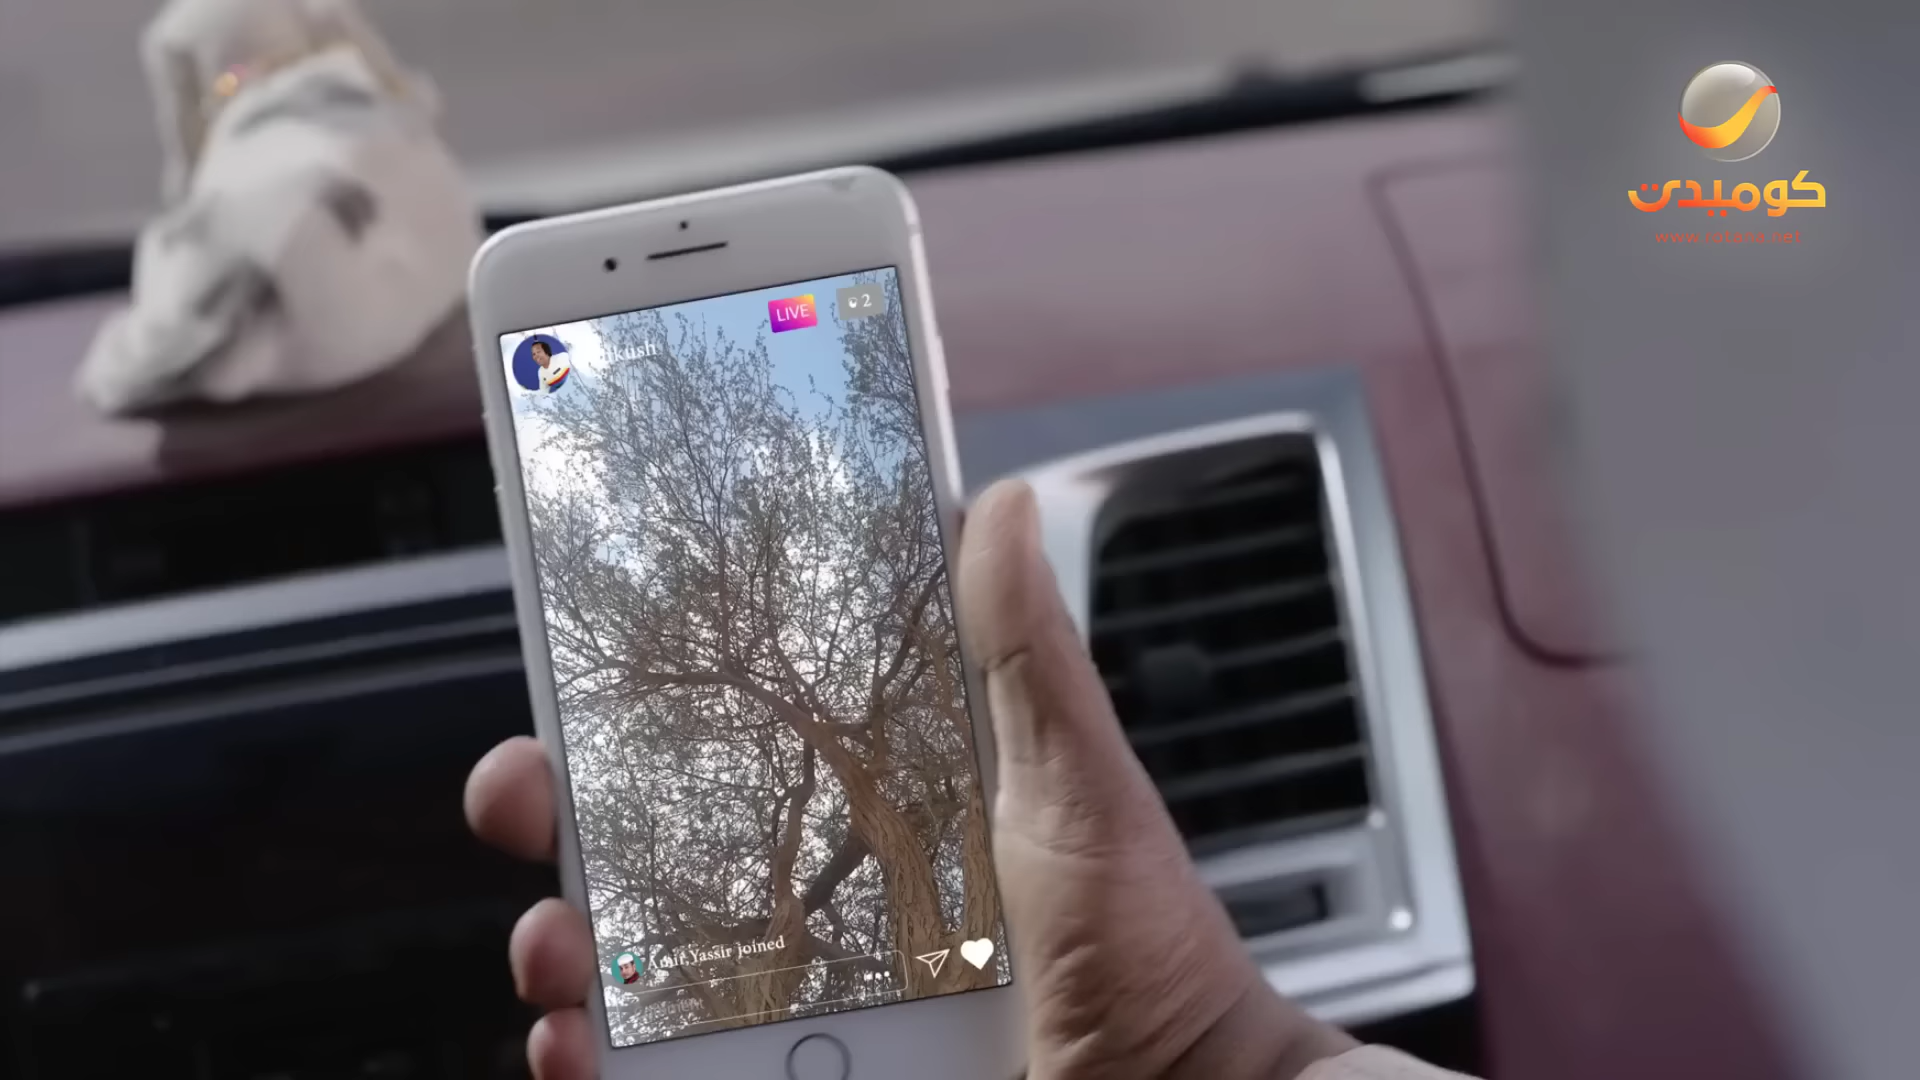 كوميدي
www.rotana.net
LIVE
2
Amir,Yassir joined